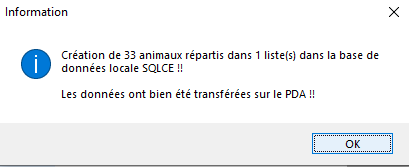 Information
Création de 33 animaux répartis dans 1 liste(s) dans la base de
données locale SQLCE !!
Les données ont bien été transférées sur le PDA !!
OK